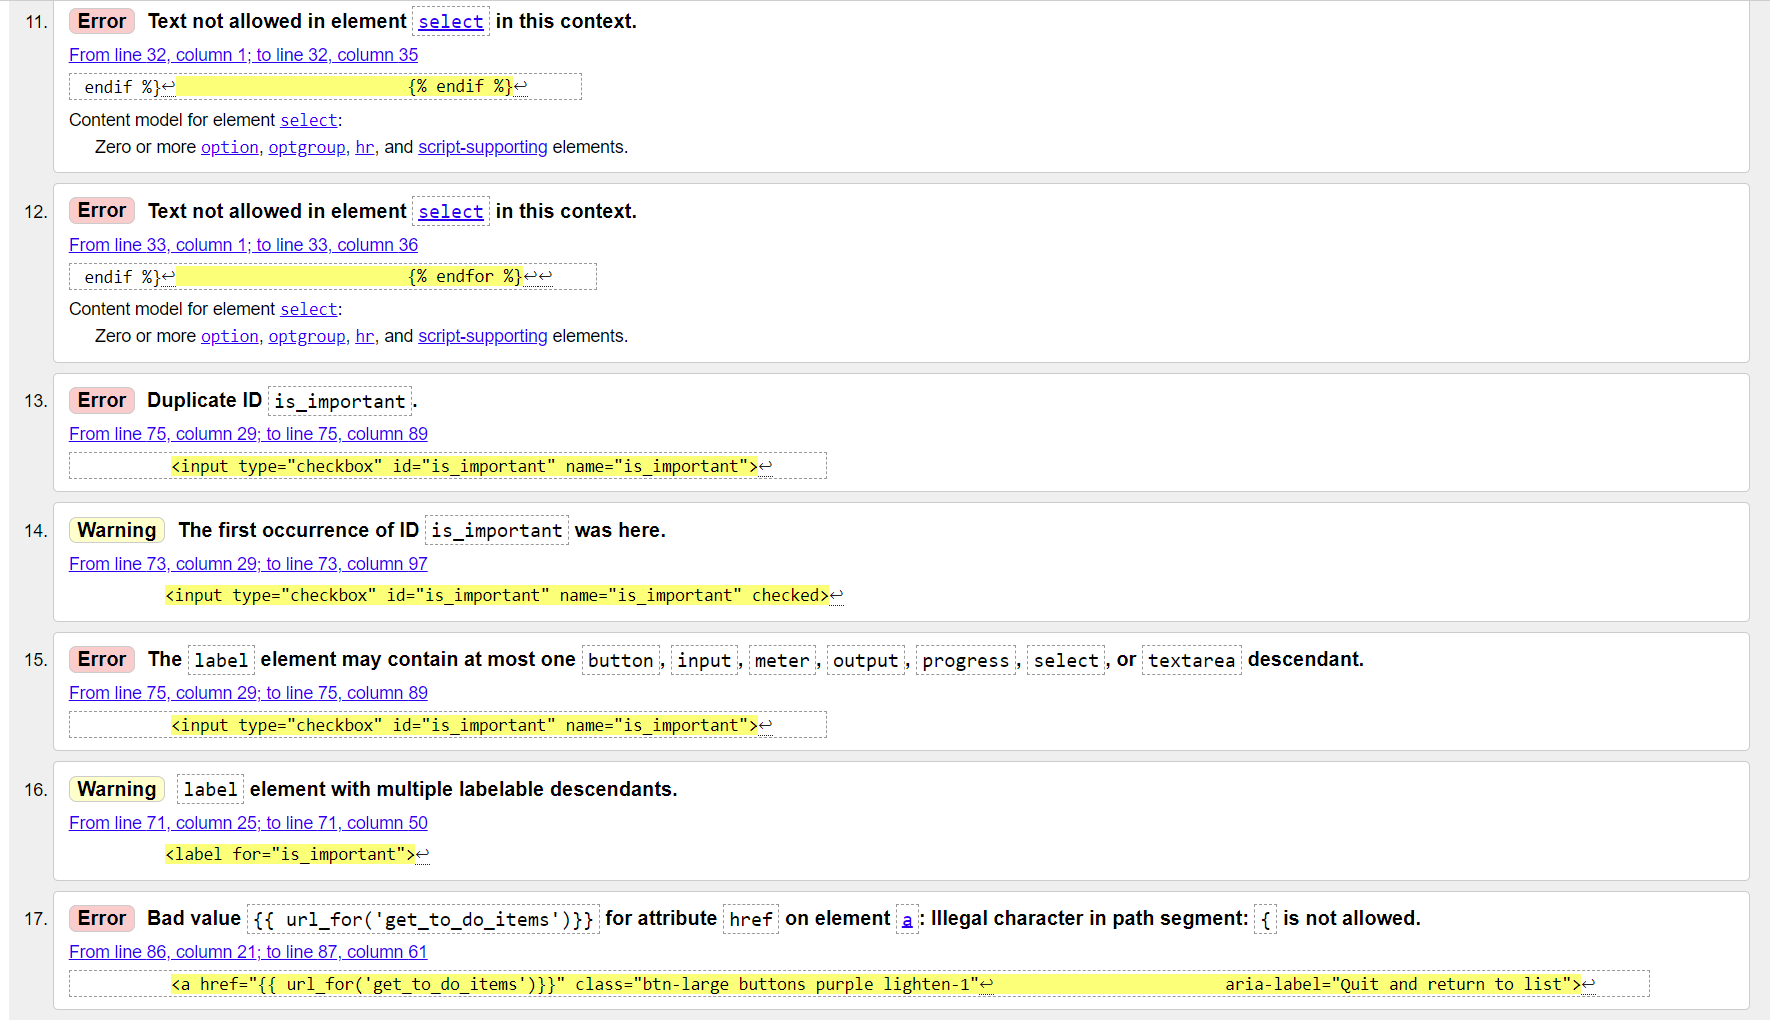 11. Error Text not allowed in element select in this context.
From line 32, column 1; to line 32, column 35
endif %}↩ {% endif %}↩
Content model for element select:
Zero or more option, optgroup, hr, and script-supporting elements.
12. Error Text not allowed in element select in this context.
From line 33, column 1; to line 33, column 36
endif %}↩ {% endfor %}↩↩
Content model for element select:
Zero or more option, optgroup, hr, and script-supporting elements.
13. Error Duplicate ID is_important.
From line 75, column 29; to line 75, column 89
<input type="checkbox" id="is_important" name="is_important">↩
14. Warning The first occurrence of ID is_important was here.
From line 73, column 29; to line 73, column 97
<input type="checkbox" id="is_important" name="is_important" checked>↩
15. Error The label element may contain at most one button, input, meter, output, progress, select, or textarea descendant.
From line 75, column 29; to line 75, column 89
<input type="checkbox" id="is_important" name="is_important">↩
16. Warning label element with multiple labelable descendants.
From line 71, column 25; to line 71, column 50
<label for="is_important">↩
17. Error Bad value {{ url_for('get_to_do_items')}} for attribute href on element a: Illegal character in path segment: { is not allowed.
From line 86, column 21; to line 87, column 61
<a href="{{ url_for('get_to_do_items')}}" class="btn-large buttons purple lighten-1"↩ aria-label="Quit and return to list">↩